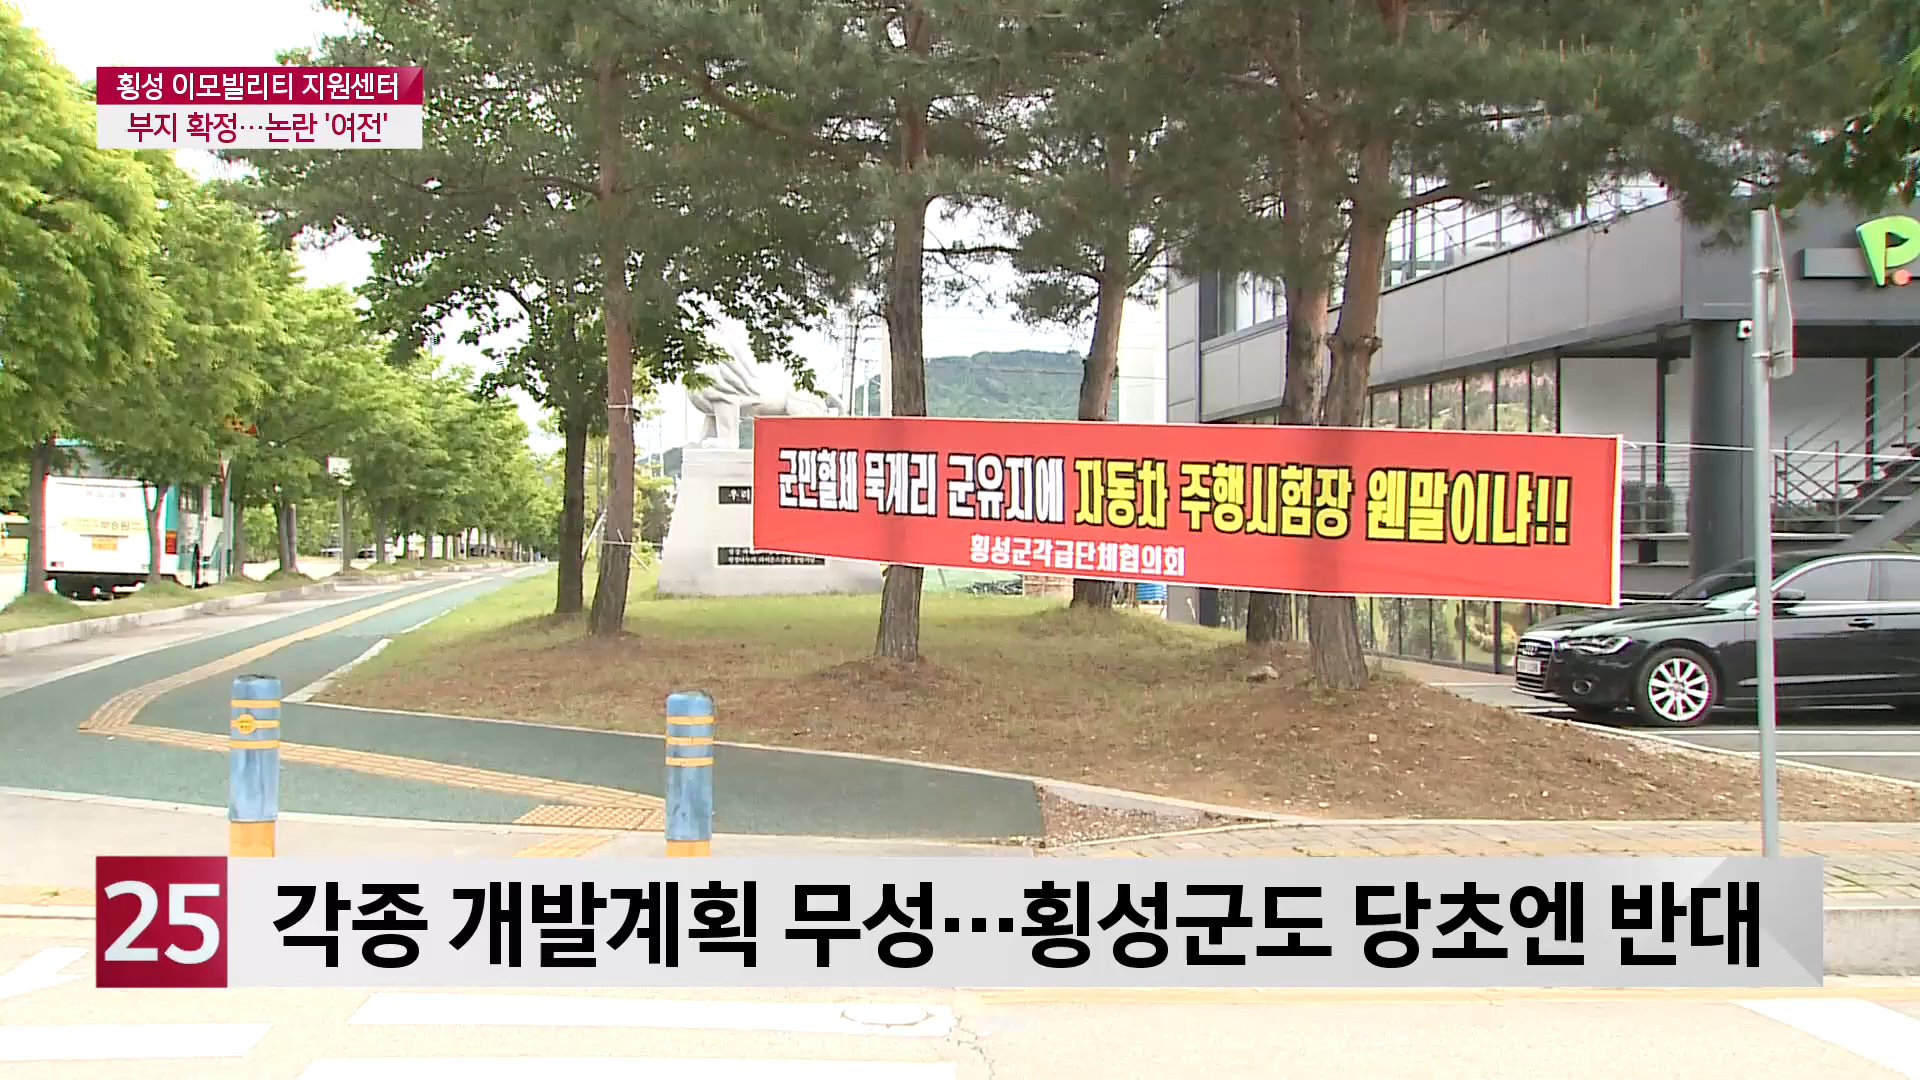 횡성 이모빌리티 지원센터
부지 확정…논란 '여전'
군민혈세 묵계리 군유지에 자동차 주행시험장 웬말이냐!!
횡성군각급단체협의회
우리
25 각종 개발계획 무성…횡성군도 당초엔 반대